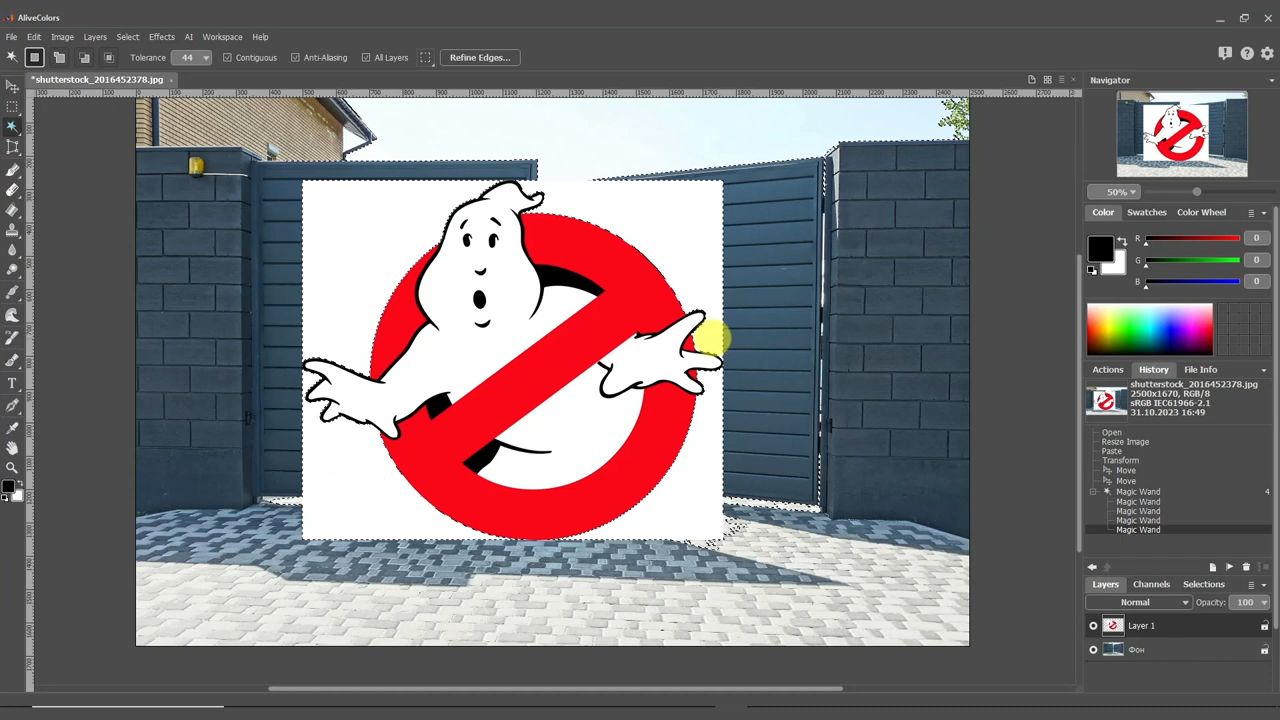 AliveColors
File Edit Image Layers Select Effects AI Workspace Help
Tolerance 44 Contiguous Anti-Aliasing All Layers Refine Edges...
*shutterstock_2016452378.jpg
Navigator
50%
Color Swatches Color Wheel
R 0
G 0
B 0
Actions History File Info
shutterstock_2016452378.jpg
2500x1670, RGB/8
sRGB IEC61966-2.1
31.10.2023 16:49
Open
Resize Image
Paste
Transform
Move
Move
Magic Wand 4
Magic Wand
Magic Wand
Magic Wand
Magic Wand
Layers Channels Selections
Normal Opacity: 100
Layer 1
Фон